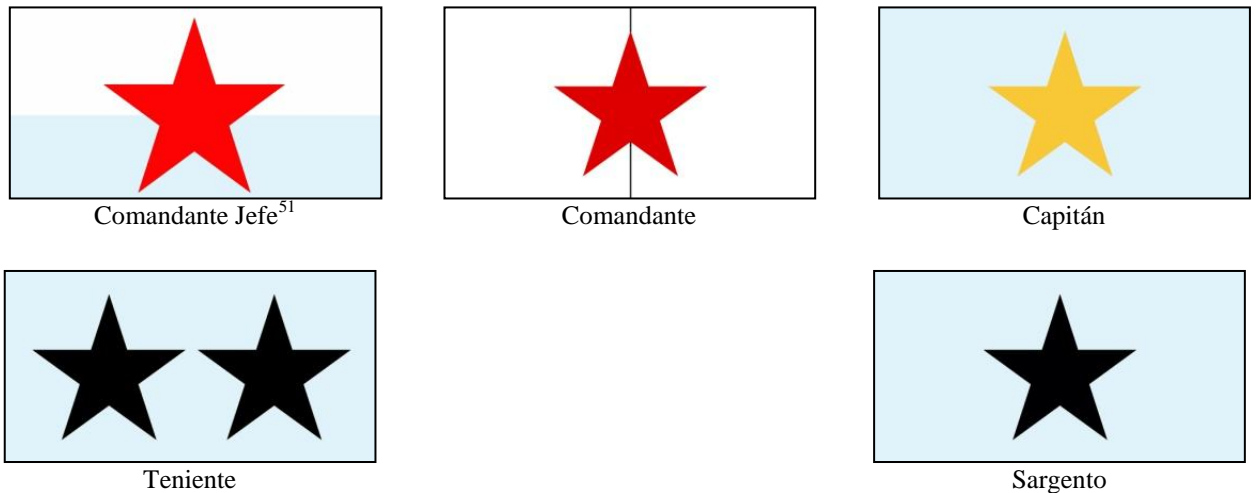 Comandante Jefe51
Comandante
Capitán
Teniente
Sargento